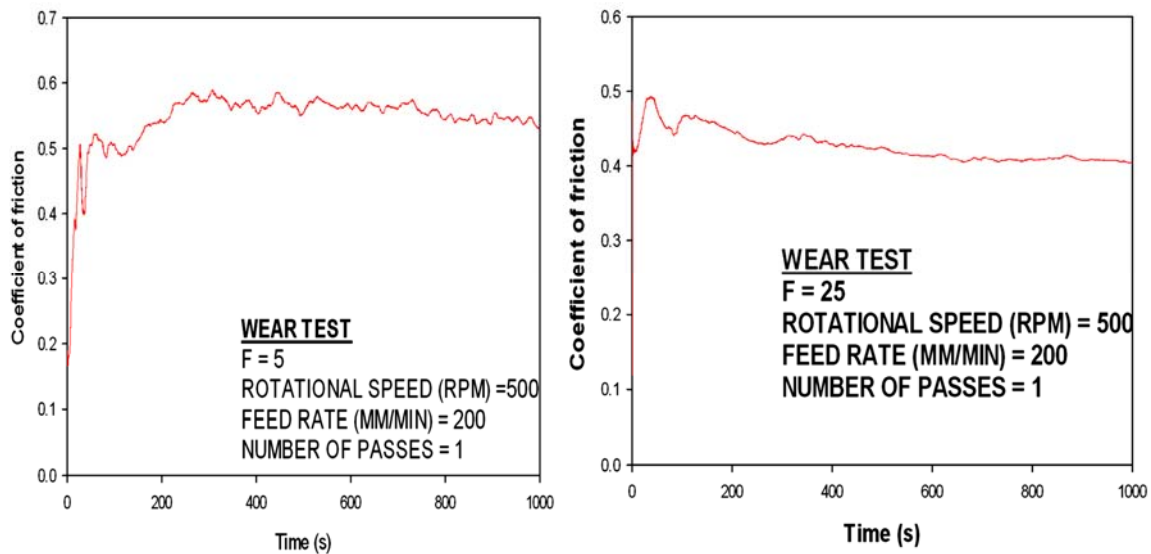 0.7
0.6
0.5
0.4
0.3
0.2
0.1
0.0
Coefficient of friction
WEAR TEST
F = 5
ROTATIONAL SPEED (RPM) =500
FEED RATE (MM/MIN) = 200
NUMBER OF PASSES = 1
0 200 400 600 800 1000
Time (s)
0.6
0.5
0.4
0.3
0.2
0.1
0.0
Coefficient of friction
WEAR TEST
F = 25
ROTATIONAL SPEED (RPM) = 500
FEED RATE (MM/MIN) = 200
NUMBER OF PASSES = 1
0 200 400 600 800 1000
Time (s)